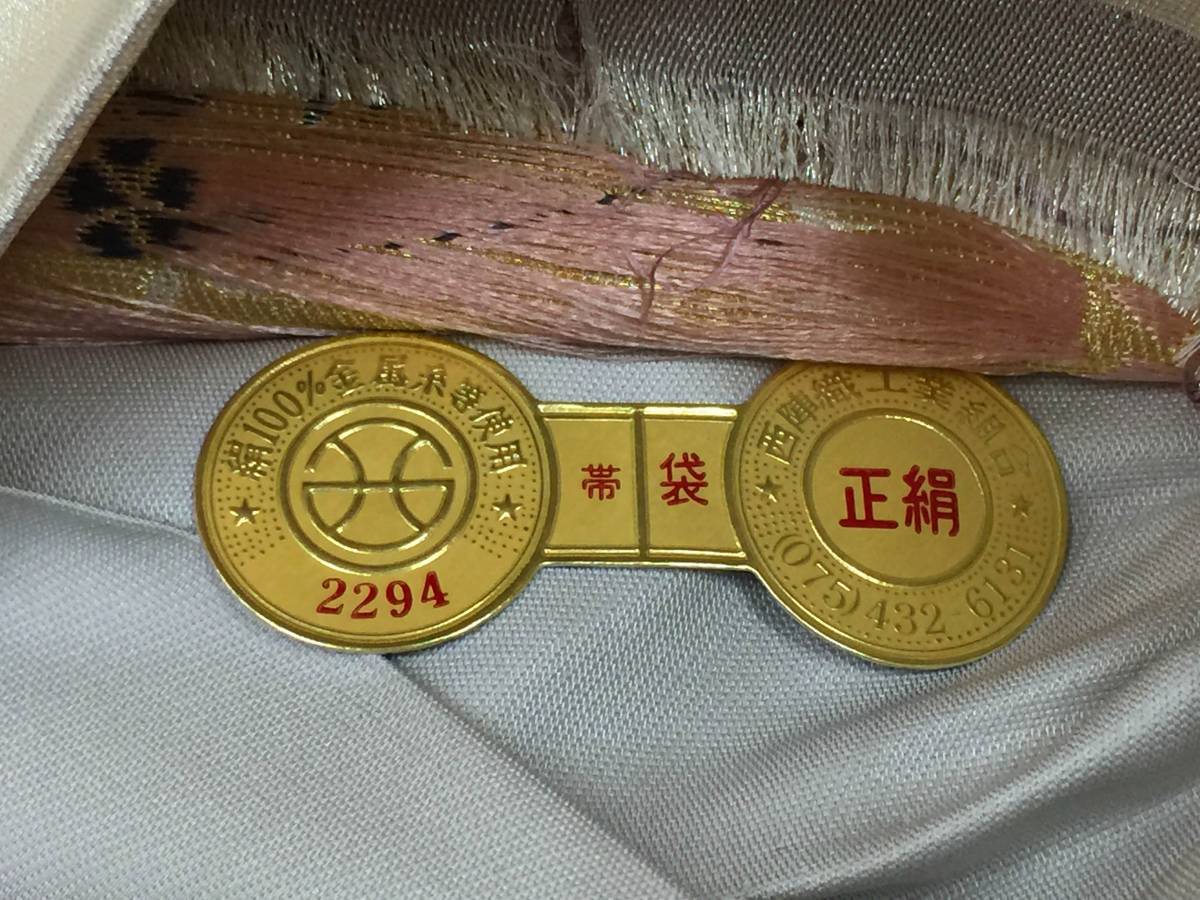 絹100%金属糸等使用
2294
帯
袋
西陣織工業組合
正絹
(075)432-6131